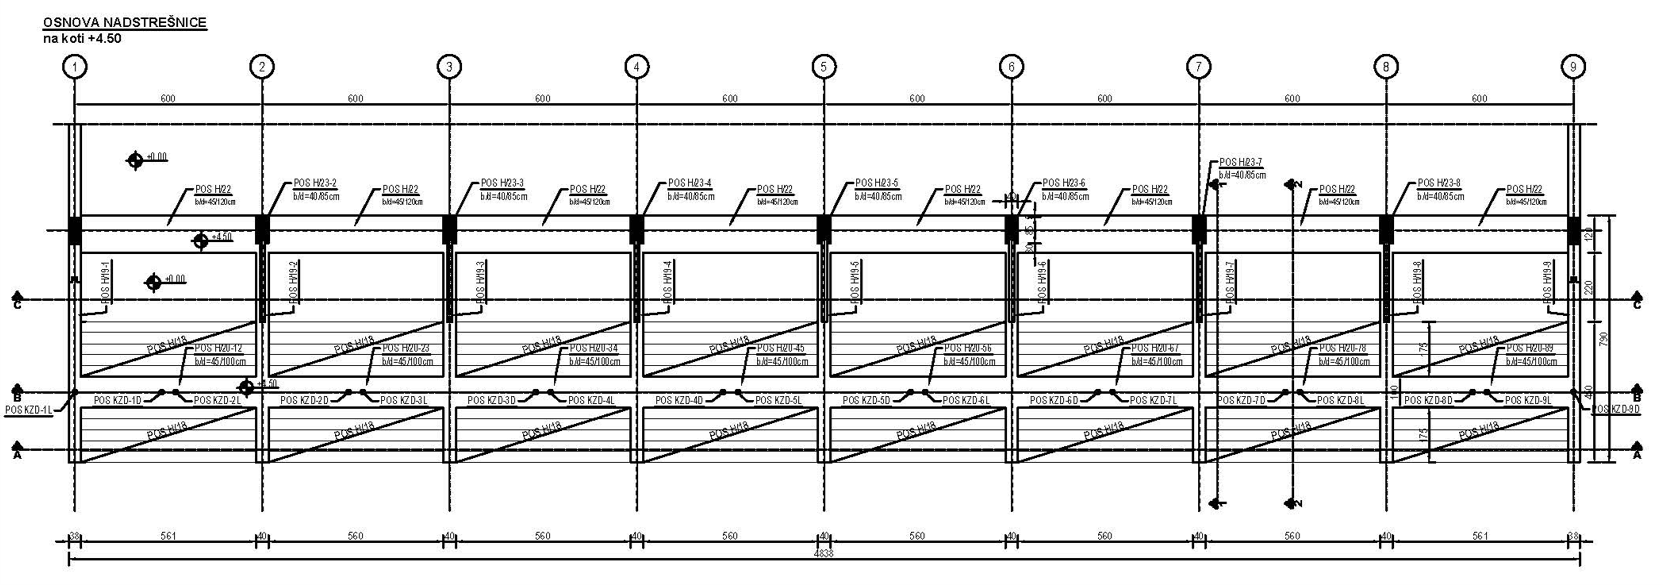 OSNOVA NADSTREŠNICE
na koti +4.50
1 2 3 4 5 6 7 8 9
600 600 600 600 600 600 600 600
+0.00
POS H/23-7
b/d=40/85cm
POS H/22
b/d=45/120cm
POS H/23-2
b/d=40/85cm
POS H/22
b/d=45/120cm
POS H/23-3
b/d=40/85cm
POS H/22
b/d=45/120cm
POS H/23-4
b/d=40/85cm
POS H/22
b/d=45/120cm
POS H/23-5
b/d=40/85cm
POS H/22
b/d=45/120cm
POS H/23-6
b/d=40/85cm
POS H/22
b/d=45/120cm
POS H/22
b/d=45/120cm
POS H/23-8
b/d=40/85cm
POS H/22
b/d=45/120cm
1 2
85
120
+4.50
+0.00
POS H/19-1
POS H/19-2
POS H/19-3
POS H/19-4
POS H/19-5
POS H/19-6
POS H/19-7
POS H/19-8
POS H/19-9
220
790
C C
POS H/18 POS H/18 POS H/18 POS H/18 POS H/18 POS H/18 POS H/18 POS H/18
175
POS H/20-12
b/d=45/100cm
POS H/20-23
b/d=45/100cm
POS H/20-34
b/d=45/100cm
POS H/20-45
b/d=45/100cm
POS H/20-56
b/d=45/100cm
POS H/20-67
b/d=45/100cm
POS H/20-78
b/d=45/100cm
POS H/20-89
b/d=45/100cm
+4.50
100
450
B B
POS KZD-1L
POS KZD-1D POS KZD-2L
POS KZD-2D POS KZD-3L
POS KZD-3D POS KZD-4L
POS KZD-4D POS KZD-5L
POS KZD-5D POS KZD-6L
POS KZD-6D POS KZD-7L
POS KZD-7D POS KZD-8L
POS KZD-8D POS KZD-9L
POS KZD-9D
POS H/18 POS H/18 POS H/18 POS H/18 POS H/18 POS H/18 POS H/18 POS H/18
175
A A
1 2
38 561 40 560 40 560 40 560 40 560 40 560 40 560 40 561 38
4838